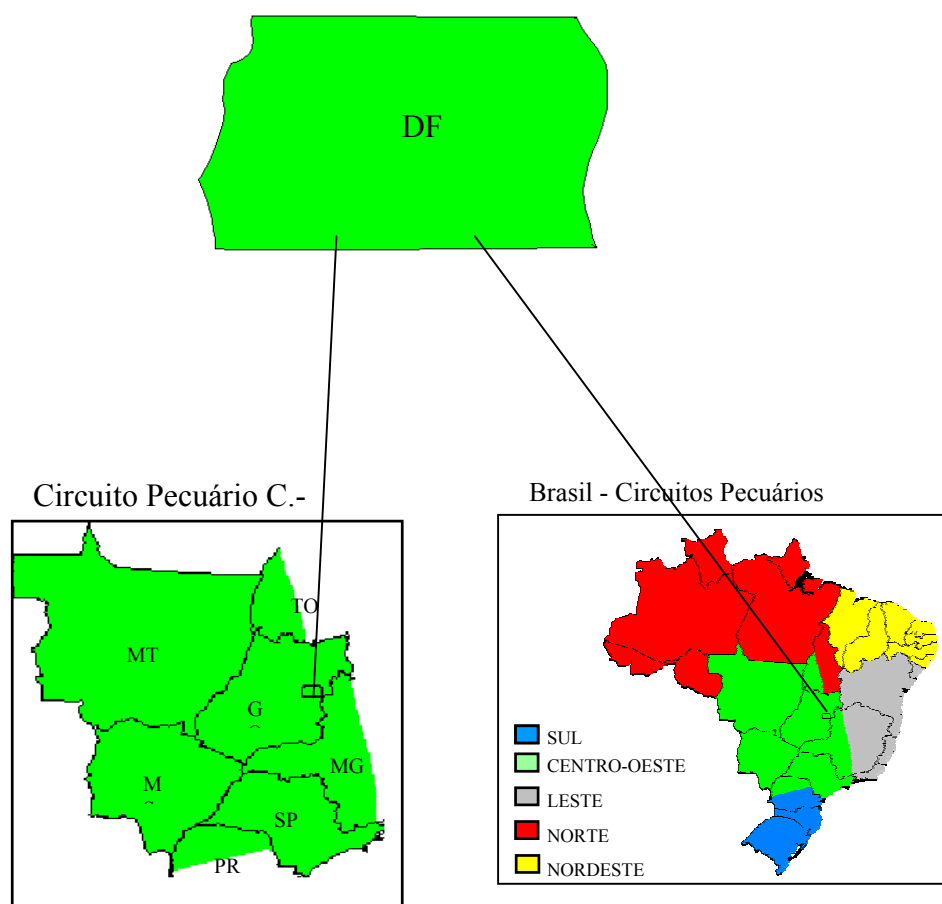 DF
Circuito Pecuário C.-
Brasil - Circuitos Pecuários
TO
MT
G
M
MG
SP
PR
SUL
CENTRO-OESTE
LESTE
NORTE
NORDESTE